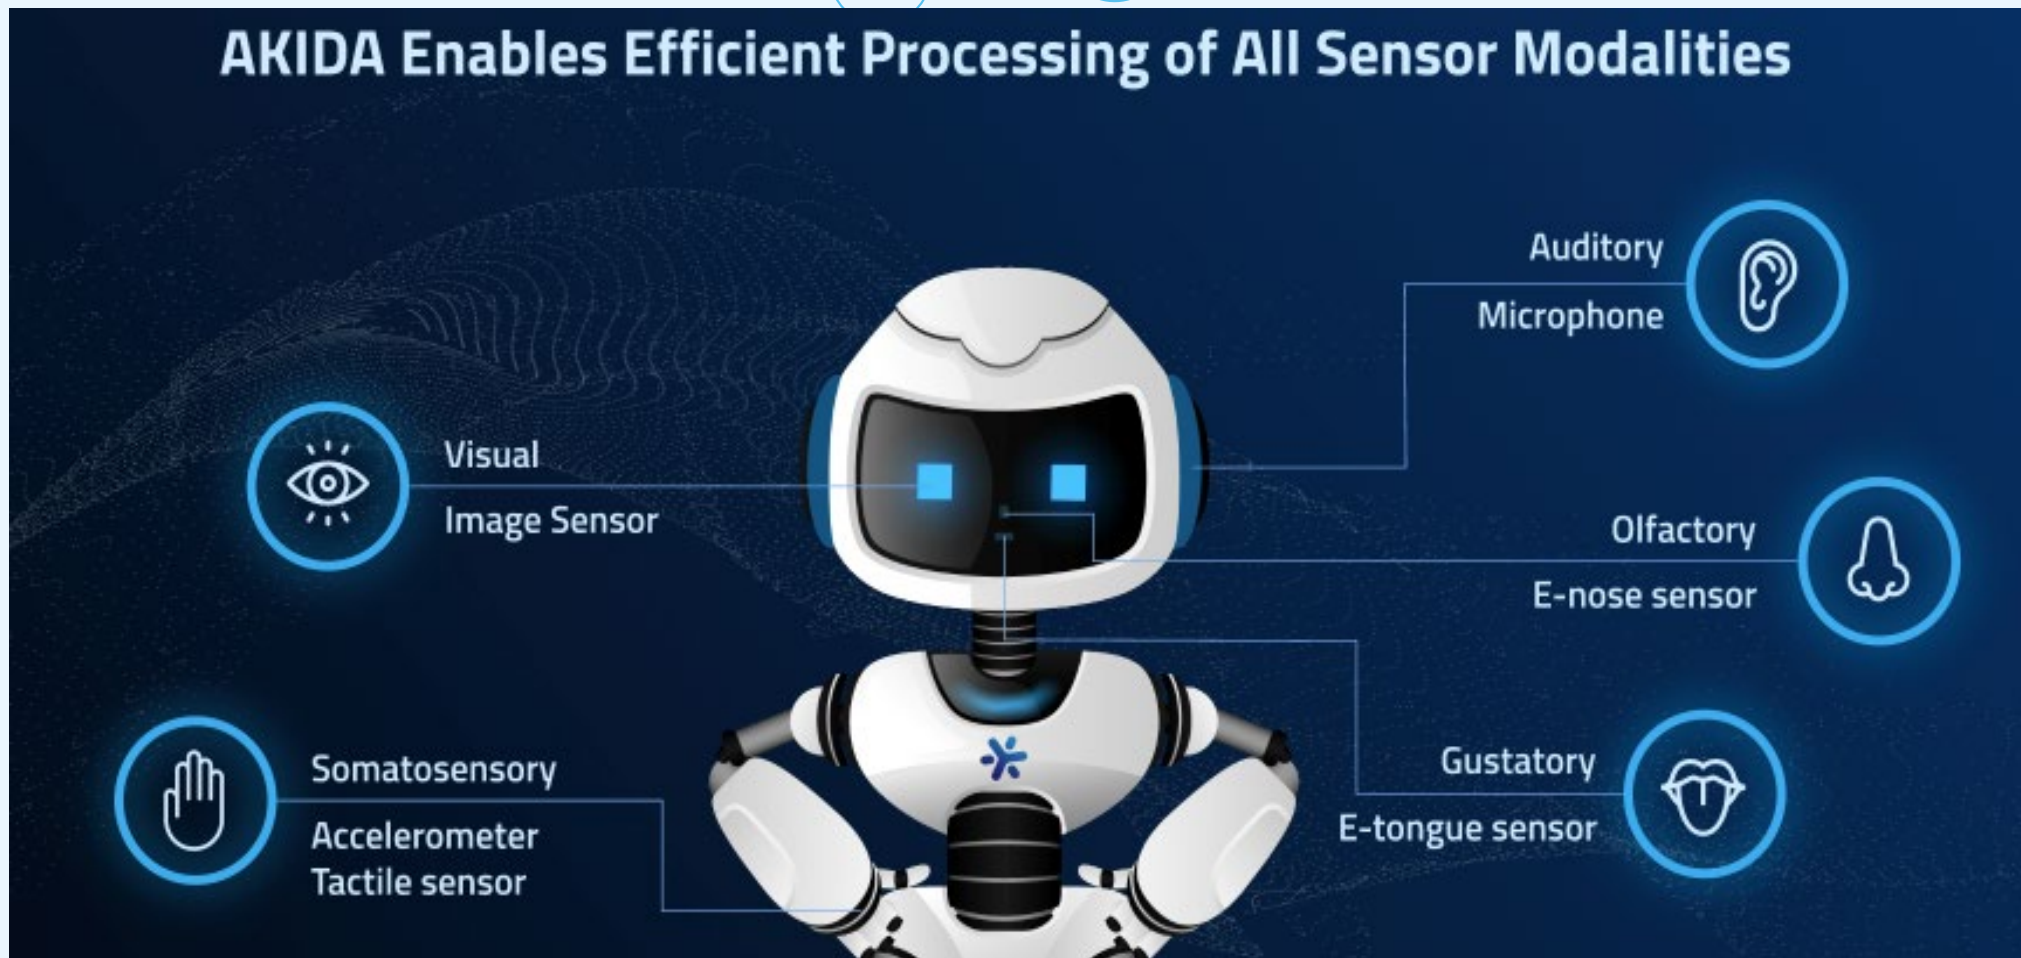 AKIDA Enables Efficient Processing of All Sensor Modalities
Auditory
Microphone
Visual
Image Sensor
Olfactory
E-nose sensor
Somatosensory
Accelerometer
Tactile sensor
Gustatory
E-tongue sensor